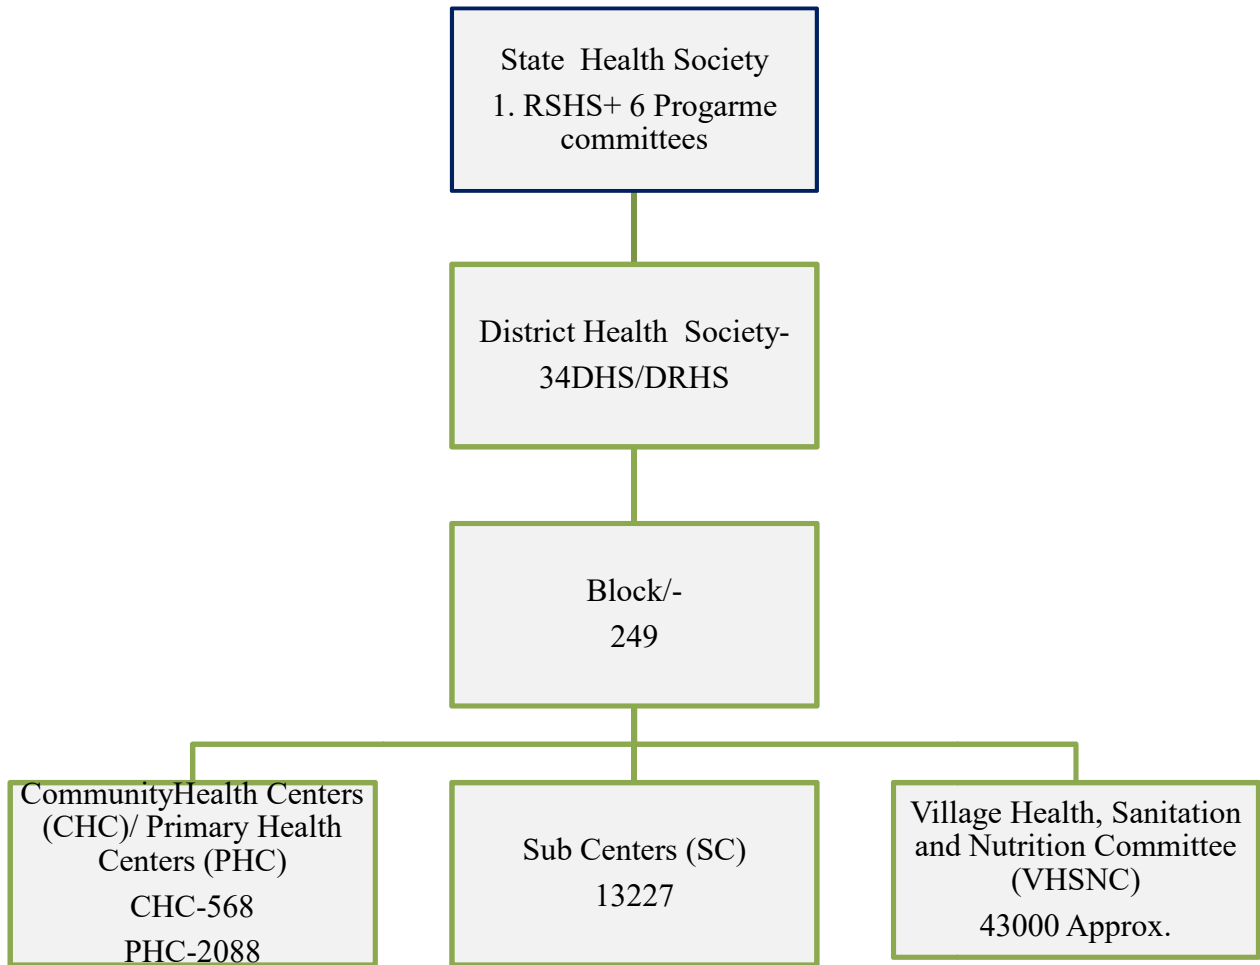 State  Health Society
1. RSHS+ 6 Progarme
committees
District Health  Society-
34DHS/DRHS
Block/-
249
CommunityHealth Centers
(CHC)/ Primary Health
Centers (PHC)
CHC-568
PHC-2088
Sub Centers (SC)
13227
Village Health, Sanitation
and Nutrition Committee
(VHSNC)
43000 Approx.